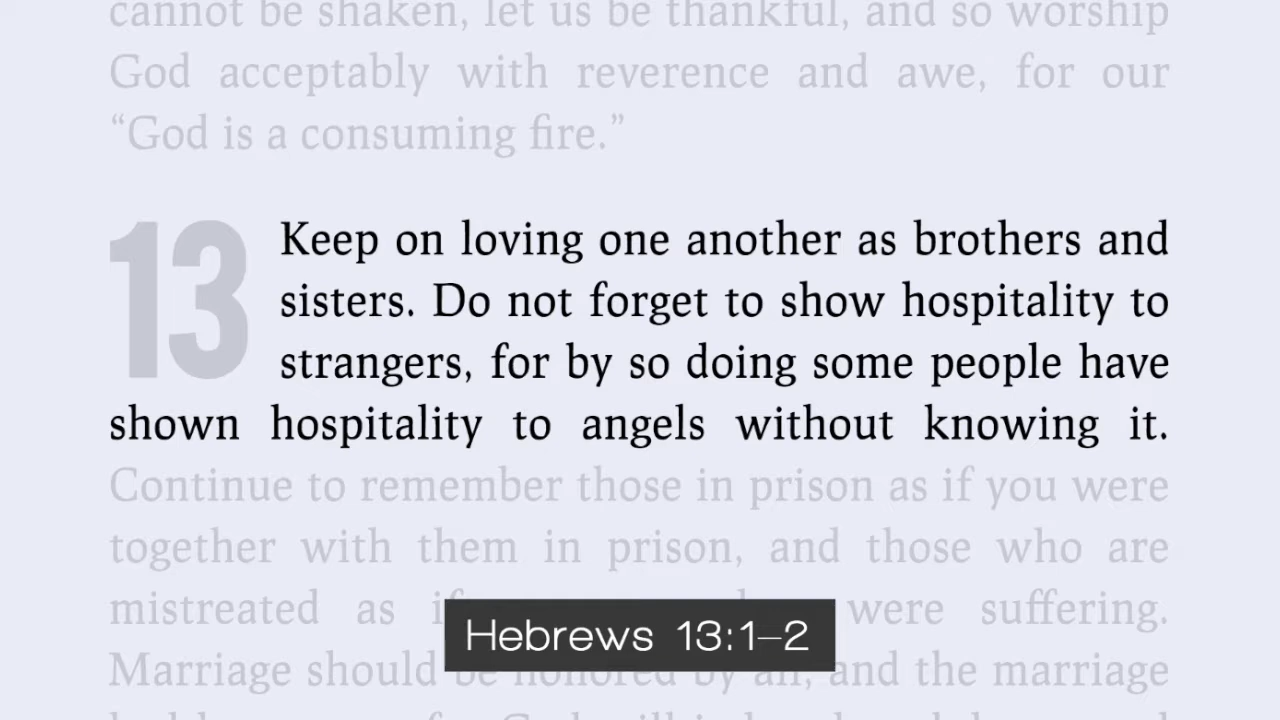 cannot be shaken, let us be thankful, and so worship
God acceptably with reverence and awe, for our
“God is a consuming fire.”
13
Keep on loving one another as brothers and
sisters. Do not forget to show hospitality to
strangers, for by so doing some people have
shown hospitality to angels without knowing it.
Continue to remember those in prison as if you were
together with them in prison, and those who are
mistreated as were suffering.
Hebrews 13:1–2
Marriage should be honored by all, and the marriage